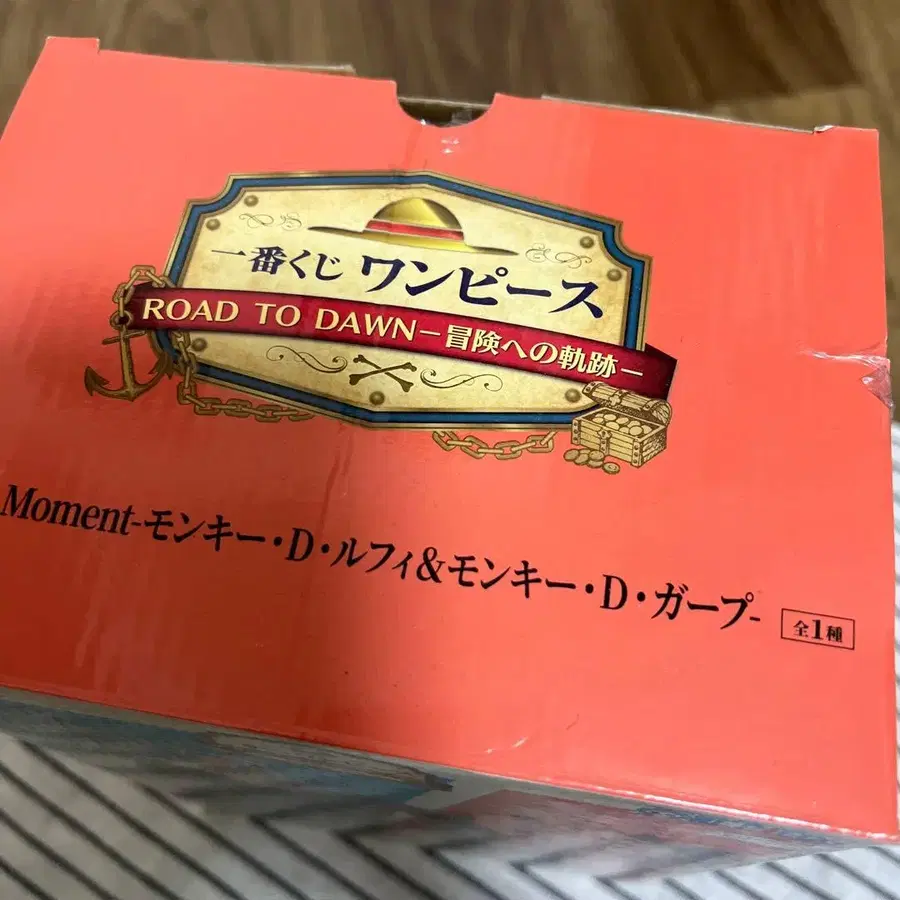 一番くじ ワンピース
ROAD TO DAWN－冒険への軌跡－
Moment-モンキー・D・ルフィ&モンキー・D・ガープ-
全1種